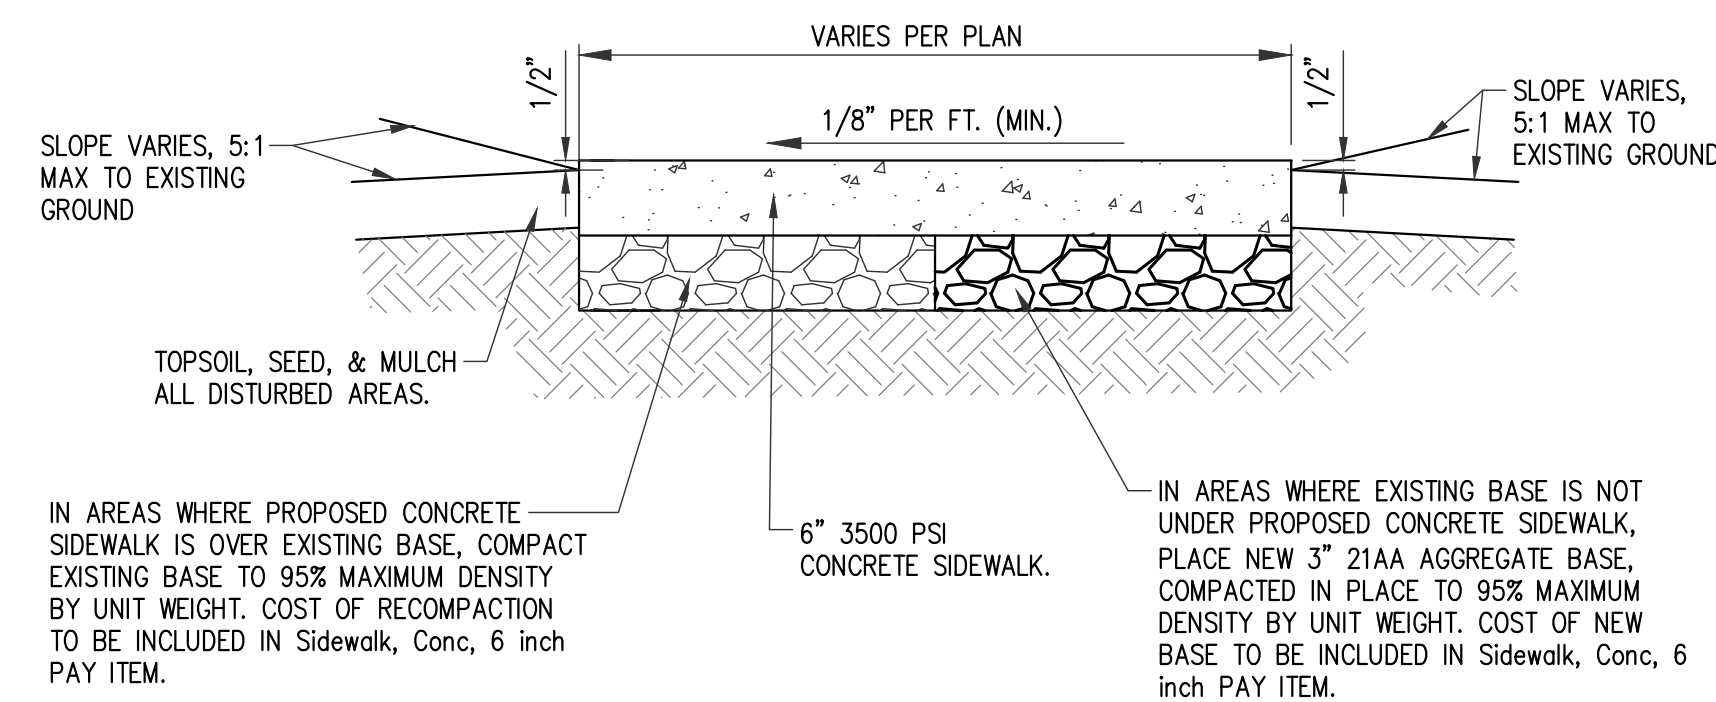 VARIES PER PLAN
1/2"
1/2"
1/8" PER FT. (MIN.)
SLOPE VARIES, 5:1
MAX TO EXISTING
GROUND
SLOPE VARIES,
5:1 MAX TO
EXISTING GROUND
TOPSOIL, SEED, & MULCH
ALL DISTURBED AREAS.
IN AREAS WHERE PROPOSED CONCRETE
SIDEWALK IS OVER EXISTING BASE, COMPACT
EXISTING BASE TO 95% MAXIMUM DENSITY
BY UNIT WEIGHT. COST OF RECOMPACTION
TO BE INCLUDED IN Sidewalk, Conc, 6 inch
PAY ITEM.
6" 3500 PSI
CONCRETE SIDEWALK.
IN AREAS WHERE EXISTING BASE IS NOT
UNDER PROPOSED CONCRETE SIDEWALK,
PLACE NEW 3" 21AA AGGREGATE BASE,
COMPACTED IN PLACE TO 95% MAXIMUM
DENSITY BY UNIT WEIGHT. COST OF NEW
BASE TO BE INCLUDED IN Sidewalk, Conc, 6
inch PAY ITEM.